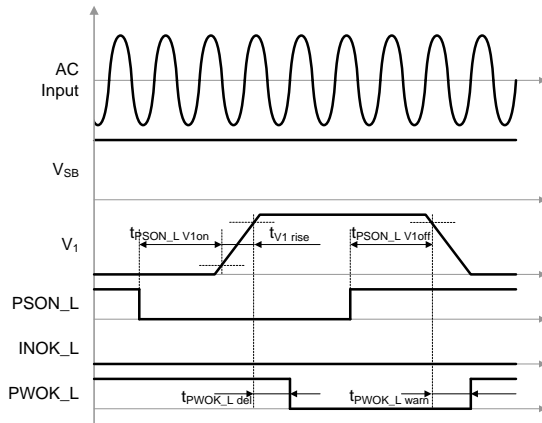 AC
Input
VSB
V1
tPSON_L V1on
tV1 rise
tPSON_L V1off
PSON_L
INOK_L
PWOK_L
tPWOK_L del
tPWOK_L warn